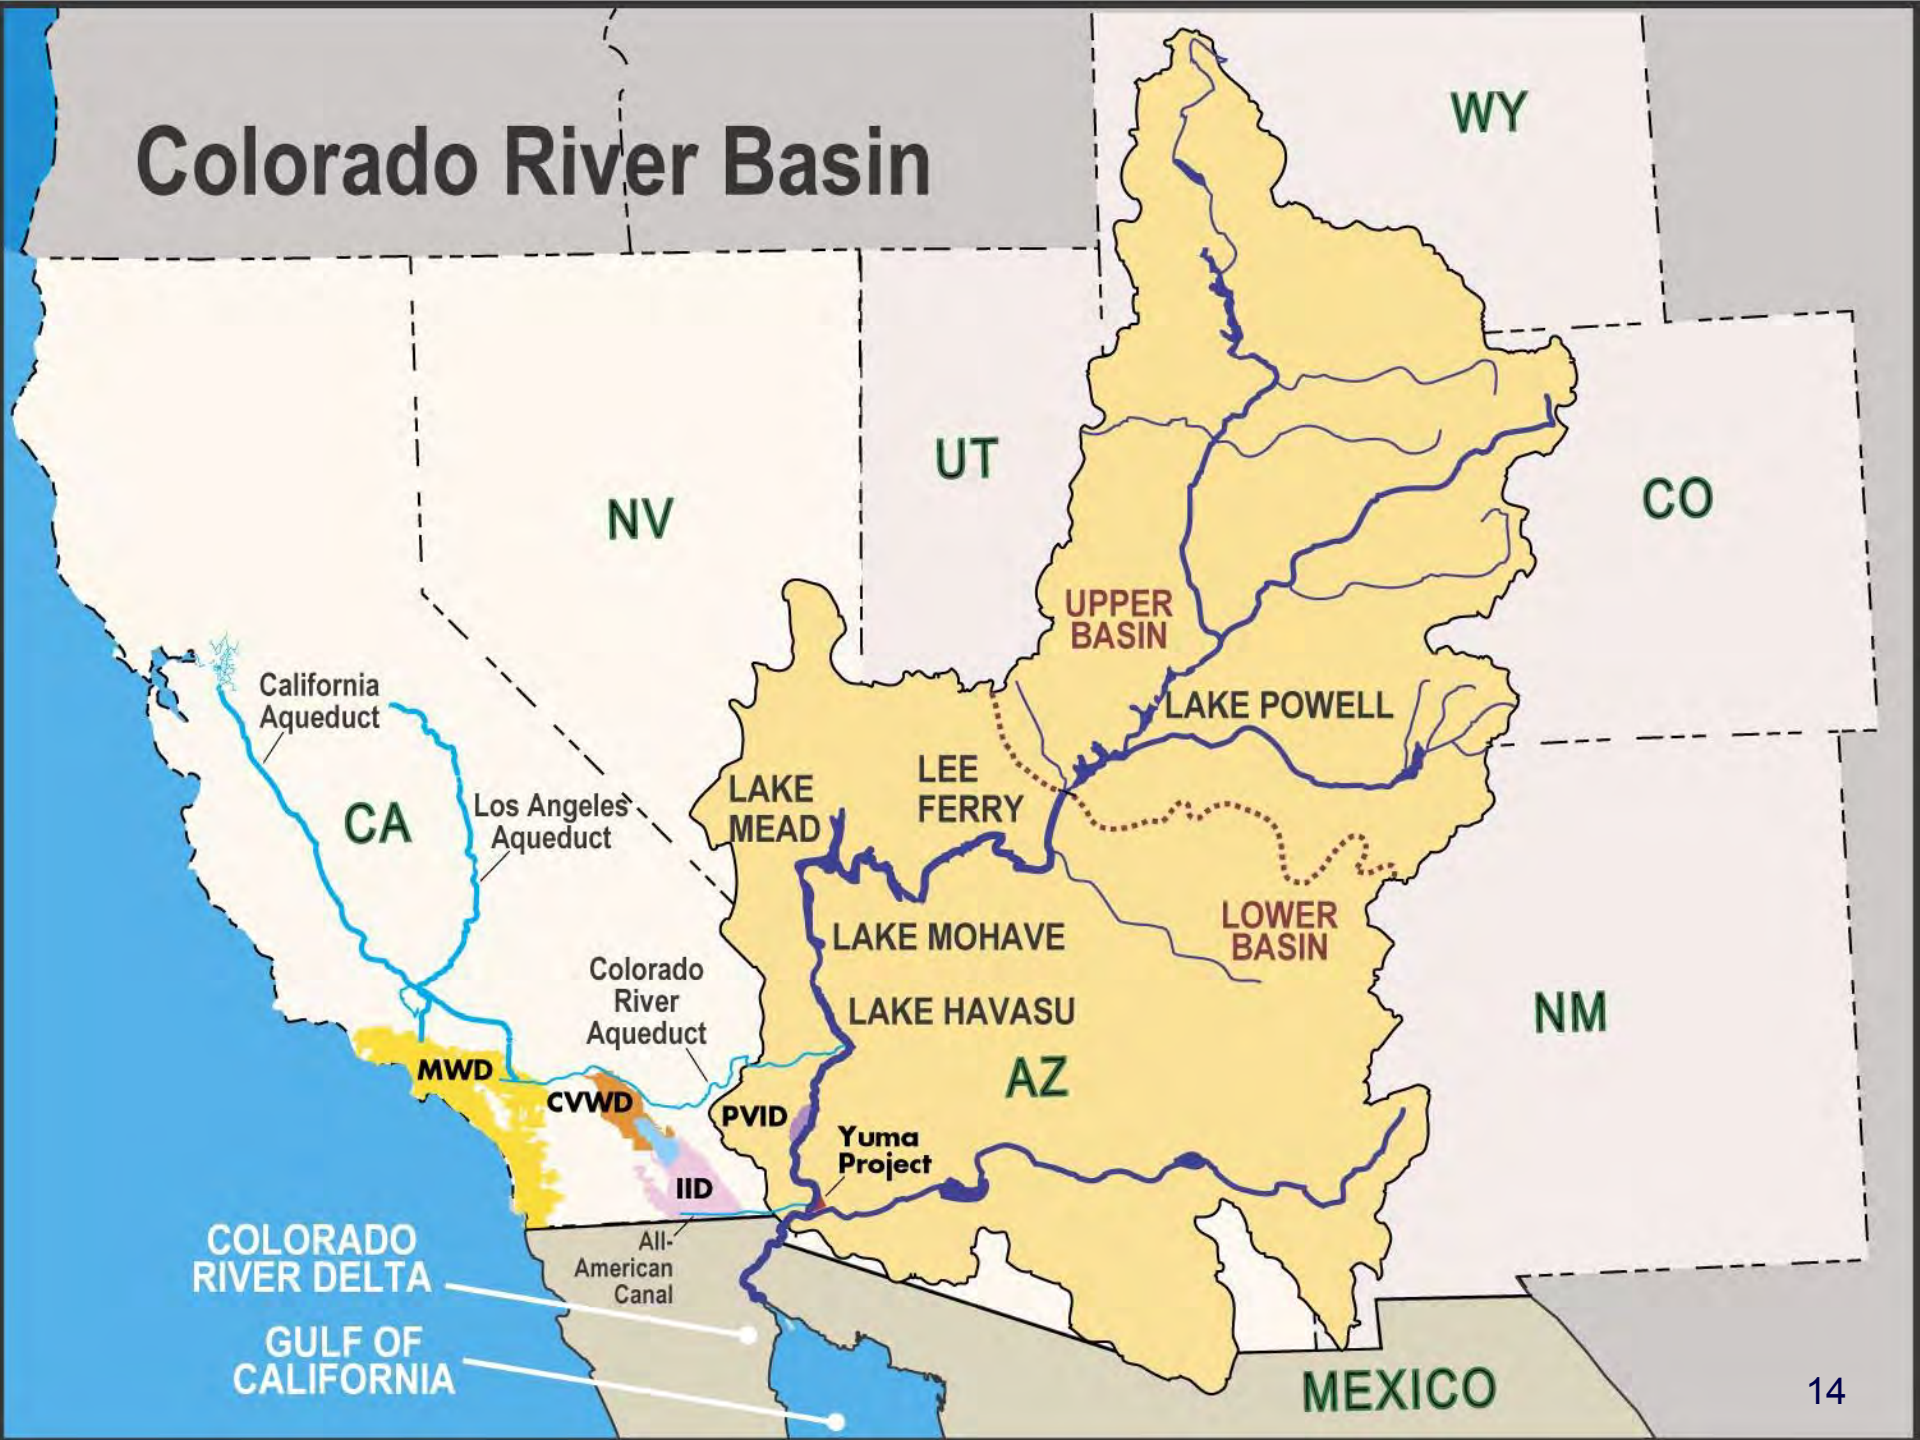 Colorado River Basin
WY
UT
NV
CO
UPPER
BASIN
California
Aqueduct
LAKE POWELL
LEE
FERRY
LAKE
MEAD
CA
Los Angeles
Aqueduct
LOWER
BASIN
LAKE MOHAVE
Colorado
River
Aqueduct
LAKE HAVASU
NM
AZ
MWD
CVWD
PVID
Yuma
Project
IID
All-
American
Canal
COLORADO
RIVER DELTA
GULF OF
CALIFORNIA
MEXICO
14